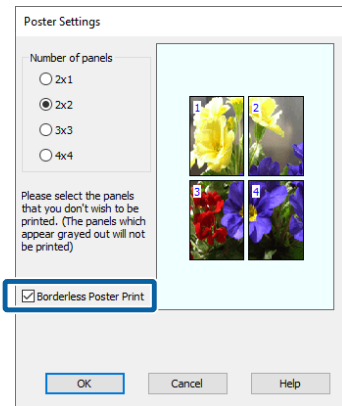 Poster Settings
Number of panels
2x1
2x2
3x3
4x4
1
2
3
4
Please select the panels
that you don't wish to be
printed. (The panels which
appear grayed out will not
be printed)
Borderless Poster Print
OK
Cancel
Help